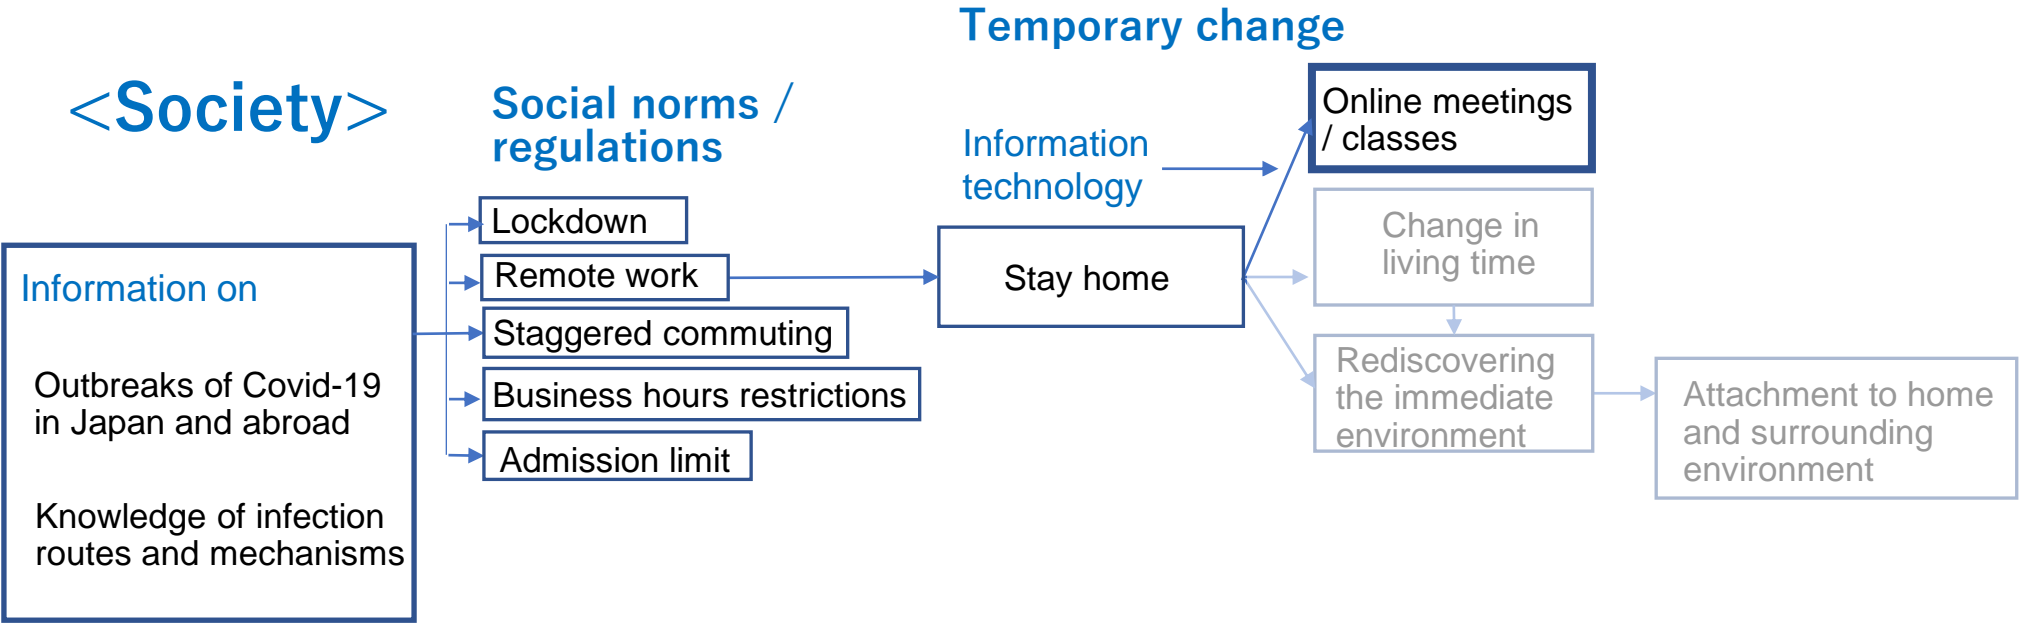 Temporary change
<Society>
Social norms /
regulations
Information on
Outbreaks of Covid-19
in Japan and abroad
Knowledge of infection
routes and mechanisms
Lockdown
Remote work
Staggered commuting
Business hours restrictions
Admission limit
Stay home
Information
technology
Online meetings
/ classes
Change in
living time
Rediscovering
the immediate
environment
Attachment to home
and surrounding
environment